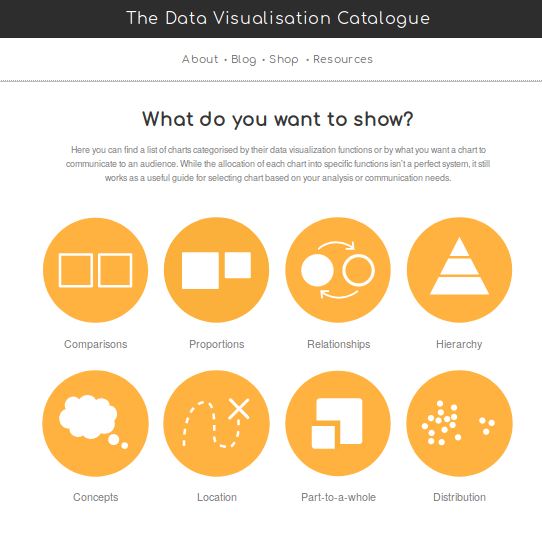 The Data Visualisation Catalogue
About • Blog • Shop • Resources
What do you want to show?
Here you can find a list of charts categorised by their data visualization functions or by what you want a chart to
communicate to an audience. While the allocation of each chart into specific functions isn't a perfect system, it still
works as a useful guide for selecting chart based on your analysis or communication needs.
Comparisons
Proportions
Relationships
Hierarchy
Concepts
Location
Part-to-a-whole
Distribution